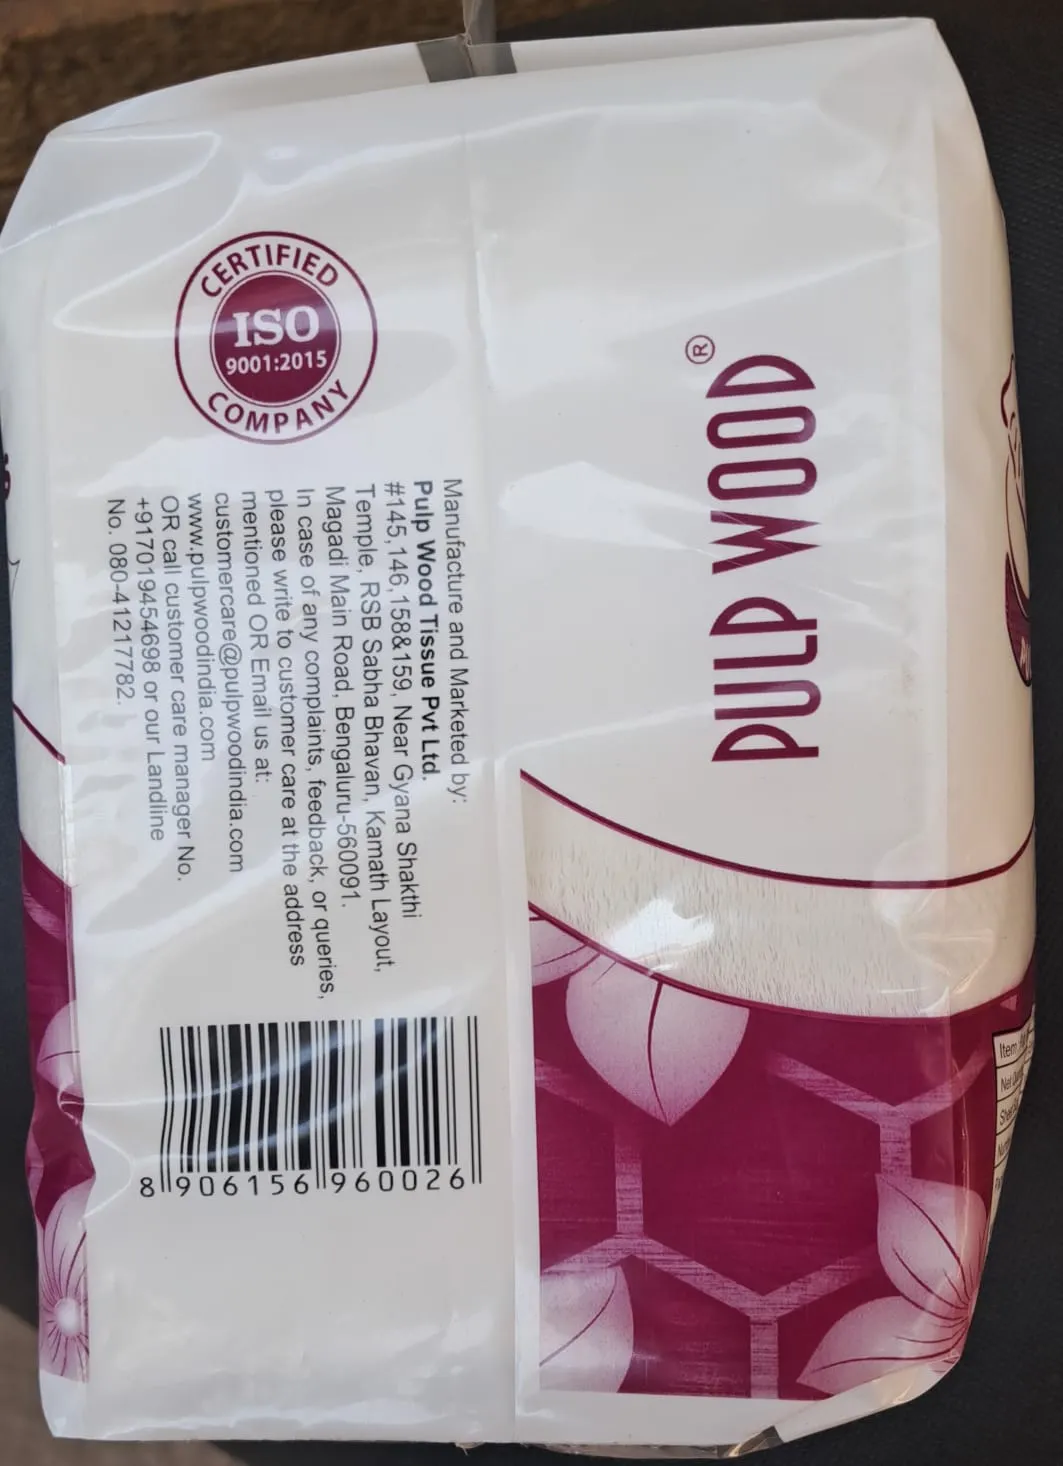 CERTIFIED
ISO
9001:2015
COMPANY
PULP WOOD®
Manufacture and Marketed by:
Pulp Wood Tissue Pvt Ltd.
#145,146,158&159, Near Gyana Shakthi
Temple, RSB Sabha Bhavan, Kamath Layout,
Magadi Main Road, Bengaluru-560091.
In case of any complaints, feedback, or queries,
please write to customer care at the address
mentioned OR Email us at:
customercare@pulpwoodindia.com
www.pulpwoodindia.com
OR call customer care manager No.
+917019454698 or our Landline
No. 080-41217782.
8 906156 960026
Item
Net